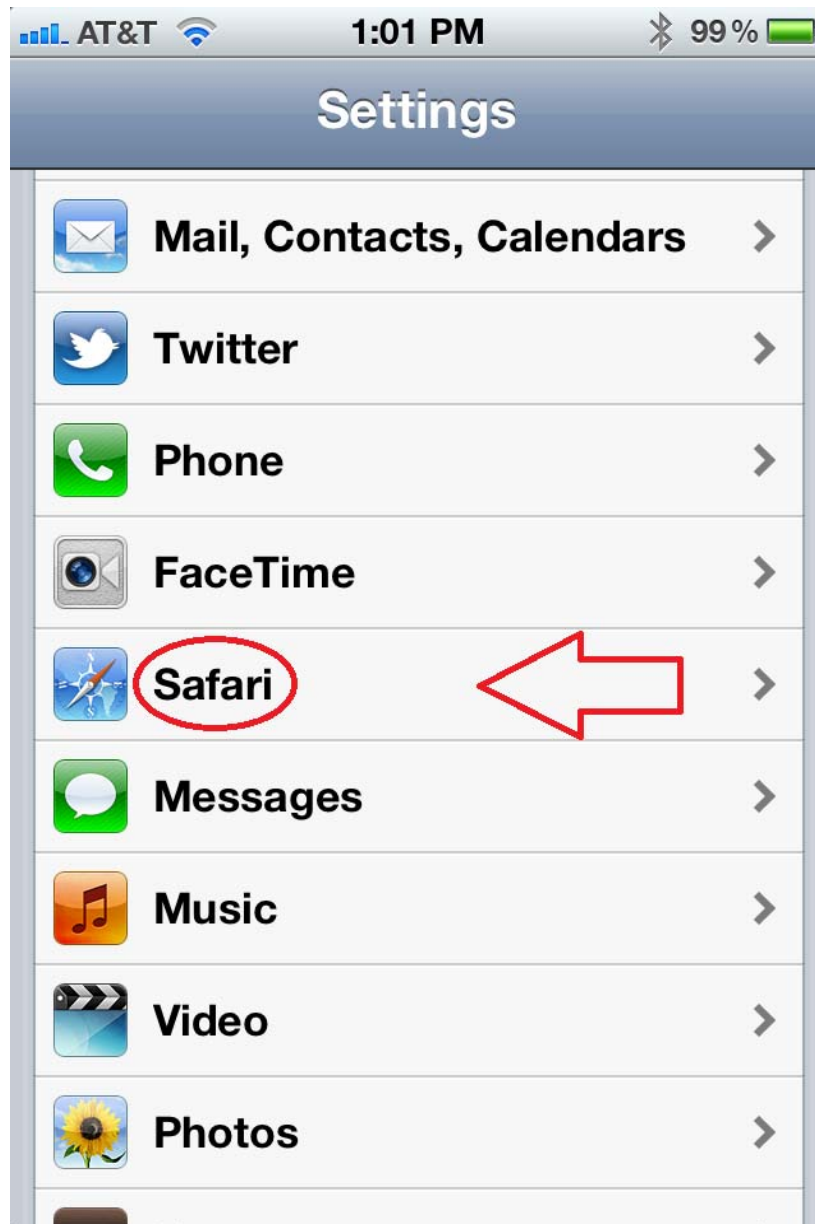 AT&T 1:01 PM 99%
Settings
Mail, Contacts, Calendars
Twitter
Phone
FaceTime
Safari
Messages
Music
Video
Photos